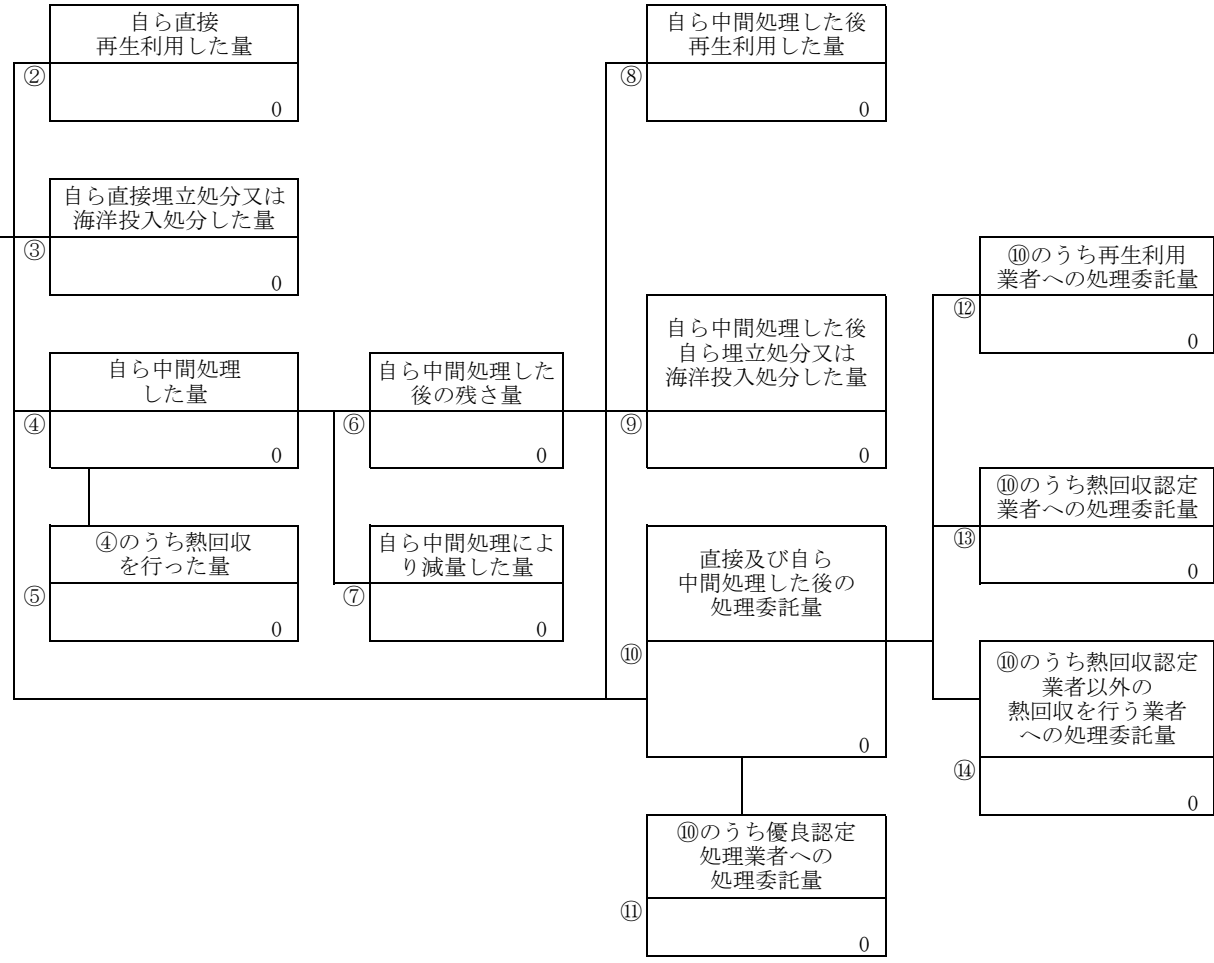 自ら直接
再生利用した量
②
0
自ら直接埋立処分又は
海洋投入処分した量
③
0
自ら中間処理
した量
④
0
④のうち熱回収
を行った量
⑤
0
自ら中間処理した
後の残さ量
⑥
0
自ら中間処理によ
り減量した量
⑦
0
自ら中間処理した後
再生利用した量
⑧
0
自ら中間処理した後
自ら埋立処分又は
海洋投入処分した量
⑨
0
直接及び自ら
中間処理した後の
処理委託量
⑩
0
⑩のうち優良認定
処理業者への
処理委託量
⑪
0
⑩のうち再生利用
業者への処理委託量
⑫
0
⑩のうち熱回収認定
業者への処理委託量
⑬
0
⑩のうち熱回収認定
業者以外の
熱回収を行う業者
への処理委託量
⑭
0